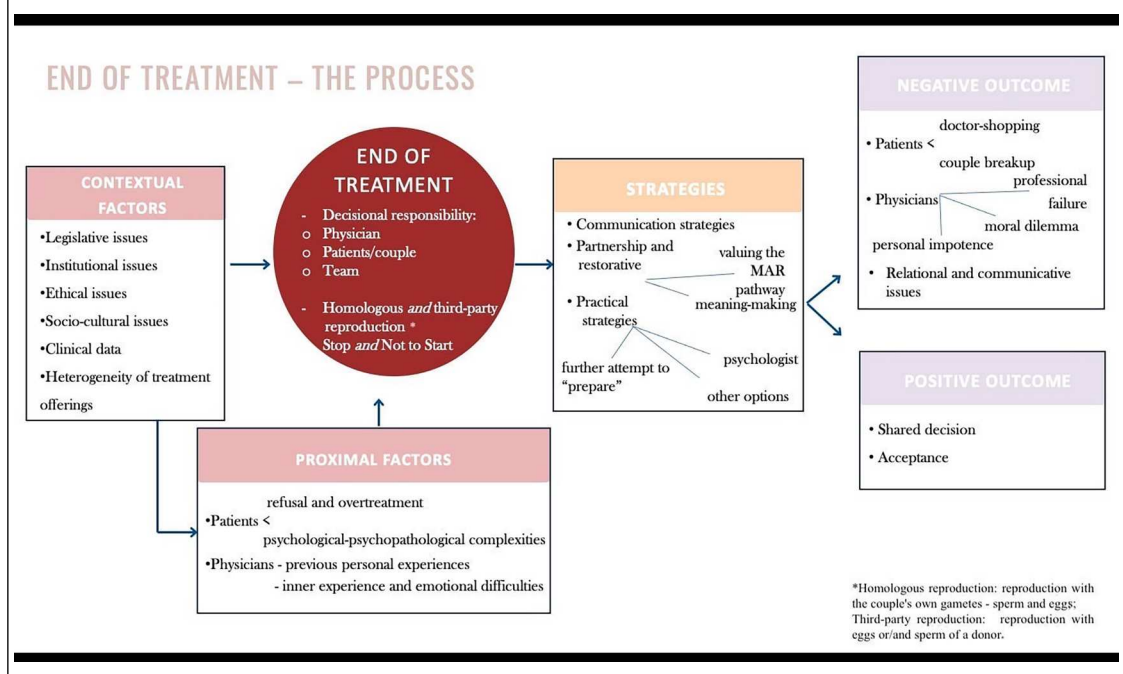 END OF TREATMENT – THE PROCESS
CONTEXTUAL
FACTORS
•Legislative issues
•Institutional issues
•Ethical issues
•Socio-cultural issues
•Clinical data
•Heterogeneity of treatment
offerings
END OF
TREATMENT
- Decisional responsibility:
o Physician
o Patients/couple
o Team
- Homologous and third-party
reproduction *
Stop and Not to Start
PROXIMAL FACTORS
refusal and overtreatment
•Patients <
psychological-psychopathological complexities
•Physicians - previous personal experiences
- inner experience and emotional difficulties
STRATEGIES
• Communication strategies
• Partnership and
restorative
valuing the
MAR
pathway
meaning-making
• Practical
strategies
psychologist
further attempt to
“prepare”
other options
NEGATIVE OUTCOME
doctor-shopping
• Patients <
couple breakup
professional
failure
• Physicians
moral dilemma
personal impotence
• Relational and communicative
issues
POSITIVE OUTCOME
• Shared decision
• Acceptance
*Homologous reproduction: reproduction with
the couple's own gametes - sperm and eggs;
Third-party reproduction: reproduction with
eggs or/and sperm of a donor.